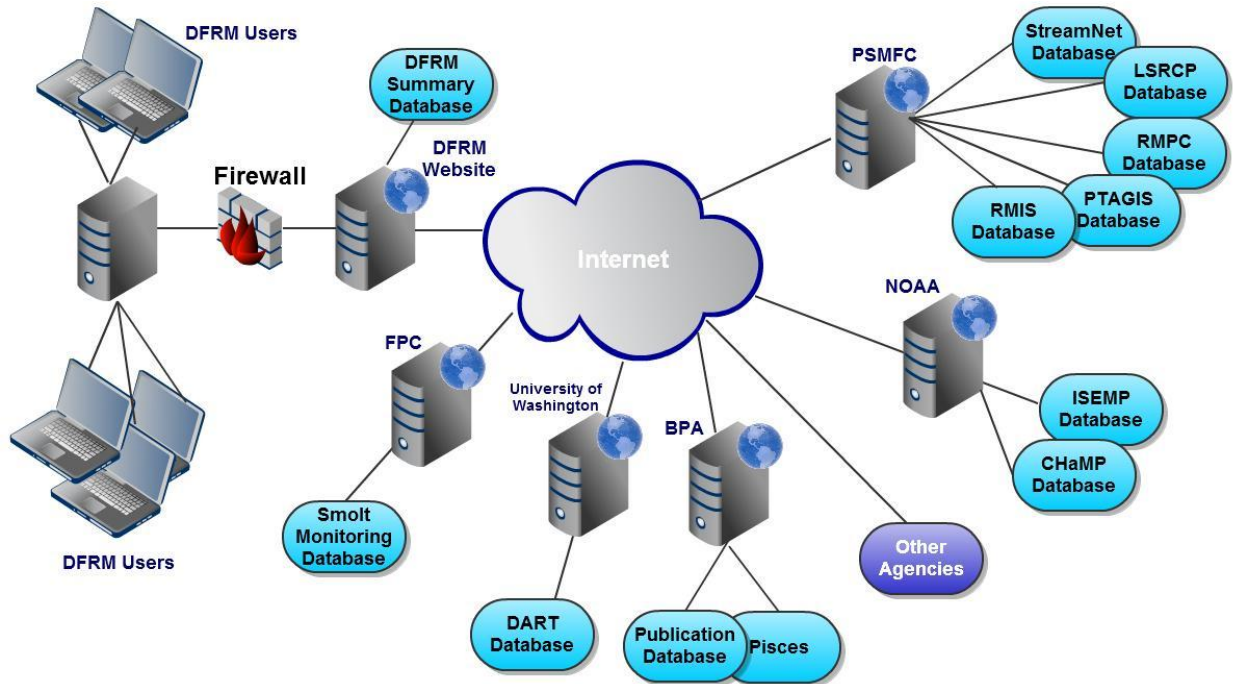 DFRM Users
DFRM
Summary
Database
DFRM
Website
Firewall
PSMFC
StreamNet
Database
LSRCP
Database
RMPC
Database
PTAGIS
Database
RMIS
Database
Internet
NOAA
ISEMP
Database
CHaMP
Database
FPC
Smolt
Monitoring
Database
University of
Washington
DART
Database
BPA
Publication
Database
Pisces
Other
Agencies
DFRM Users